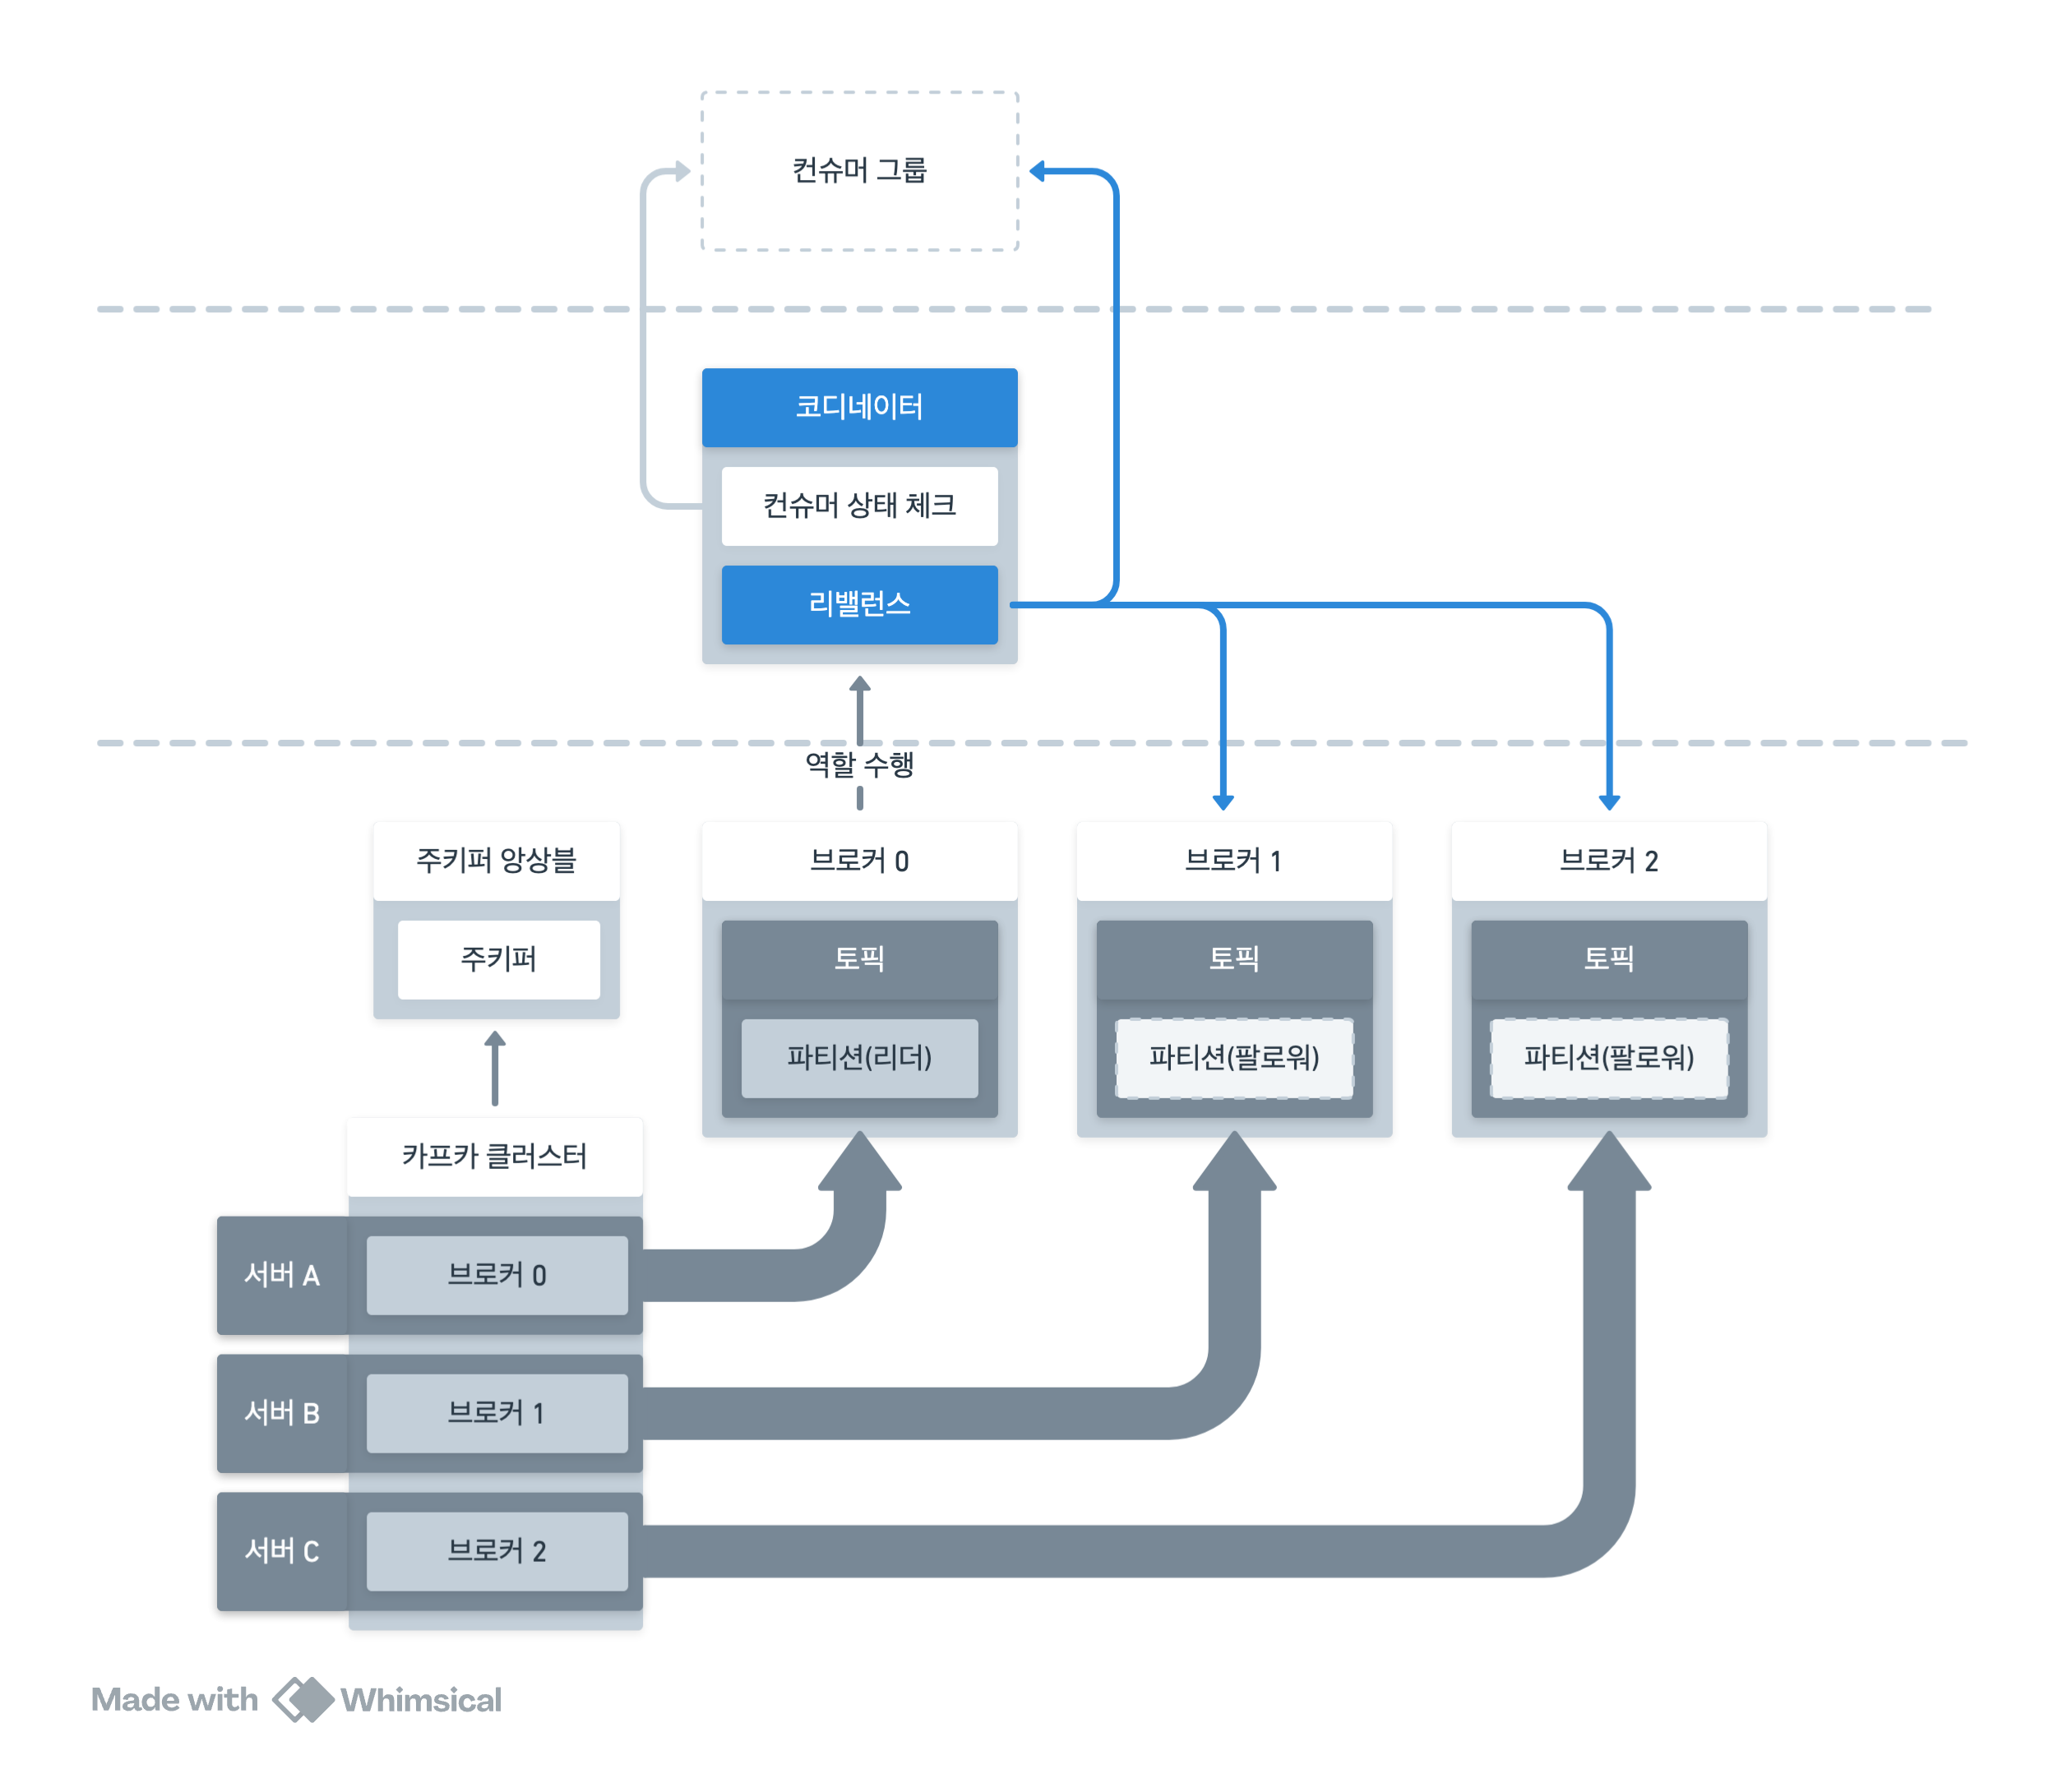 컨슈머 그룹
코디네이터
컨슈머 상태 체크
리밸런스
역할 수행
주키퍼 앙상블
주키퍼
브로커 0
토픽
파티션(리더)
브로커 1
토픽
파티션(팔로워)
브로커 2
토픽
파티션(팔로워)
카프카 클러스터
서버 A
브로커 0
서버 B
브로커 1
서버 C
브로커 2
Made with Whimsical